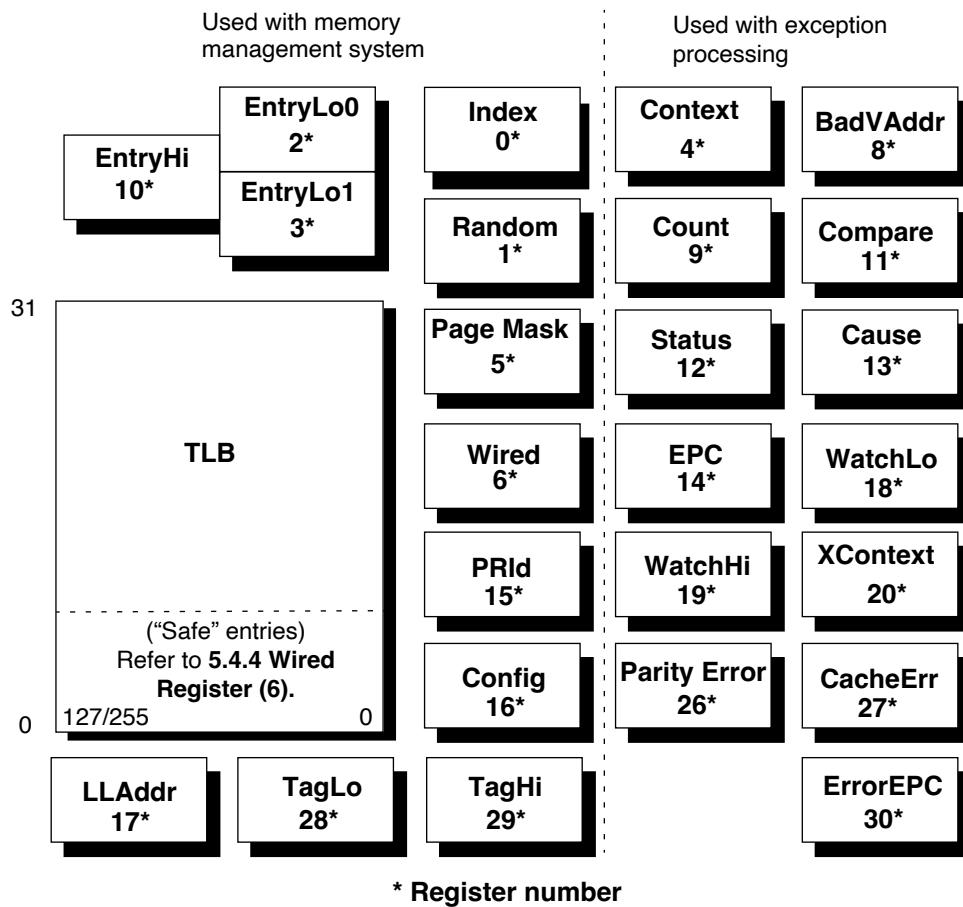 Used with memory
management system
Used with exception
processing
EntryLo0
2*
EntryHi
10*
EntryLo1
3*
Index
0*
Context
4*
BadVAddr
8*
Random
1*
Count
9*
Compare
11*
31
Page Mask
5*
Status
12*
Cause
13*
TLB
Wired
6*
EPC
14*
WatchLo
18*
PRId
15*
WatchHi
19*
XContext
20*
(“Safe” entries)
Refer to 5.4.4 Wired
Register (6).
127/255
0
0
Config
16*
Parity Error
26*
CacheErr
27*
LLAddr
17*
TagLo
28*
TagHi
29*
ErrorEPC
30*
* Register number